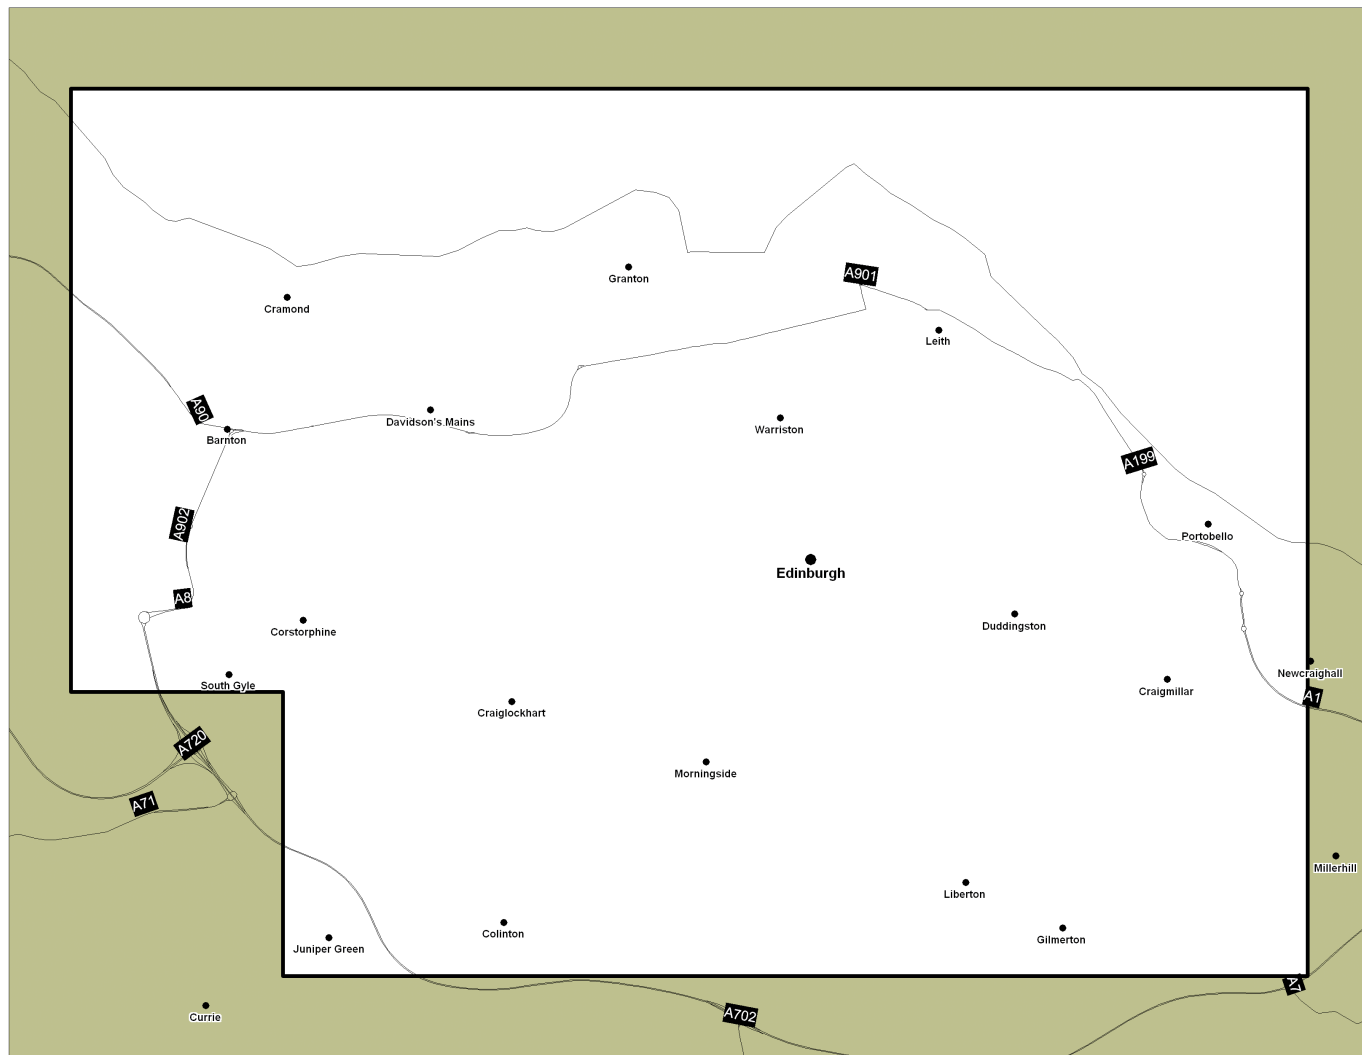 A901
Granton
Cramond
Leith
A90
Davidson's Mains
Warriston
Barnton
A199
A902
Portobello
Edinburgh
A8
Corstorphine
Duddingston
Newcraighall
South Gyle
Craigmillar
A1
Craiglockhart
A720
Morningside
A71
Millerhill
Liberton
Colinton
Gilmerton
Juniper Green
A7
Currie
A702